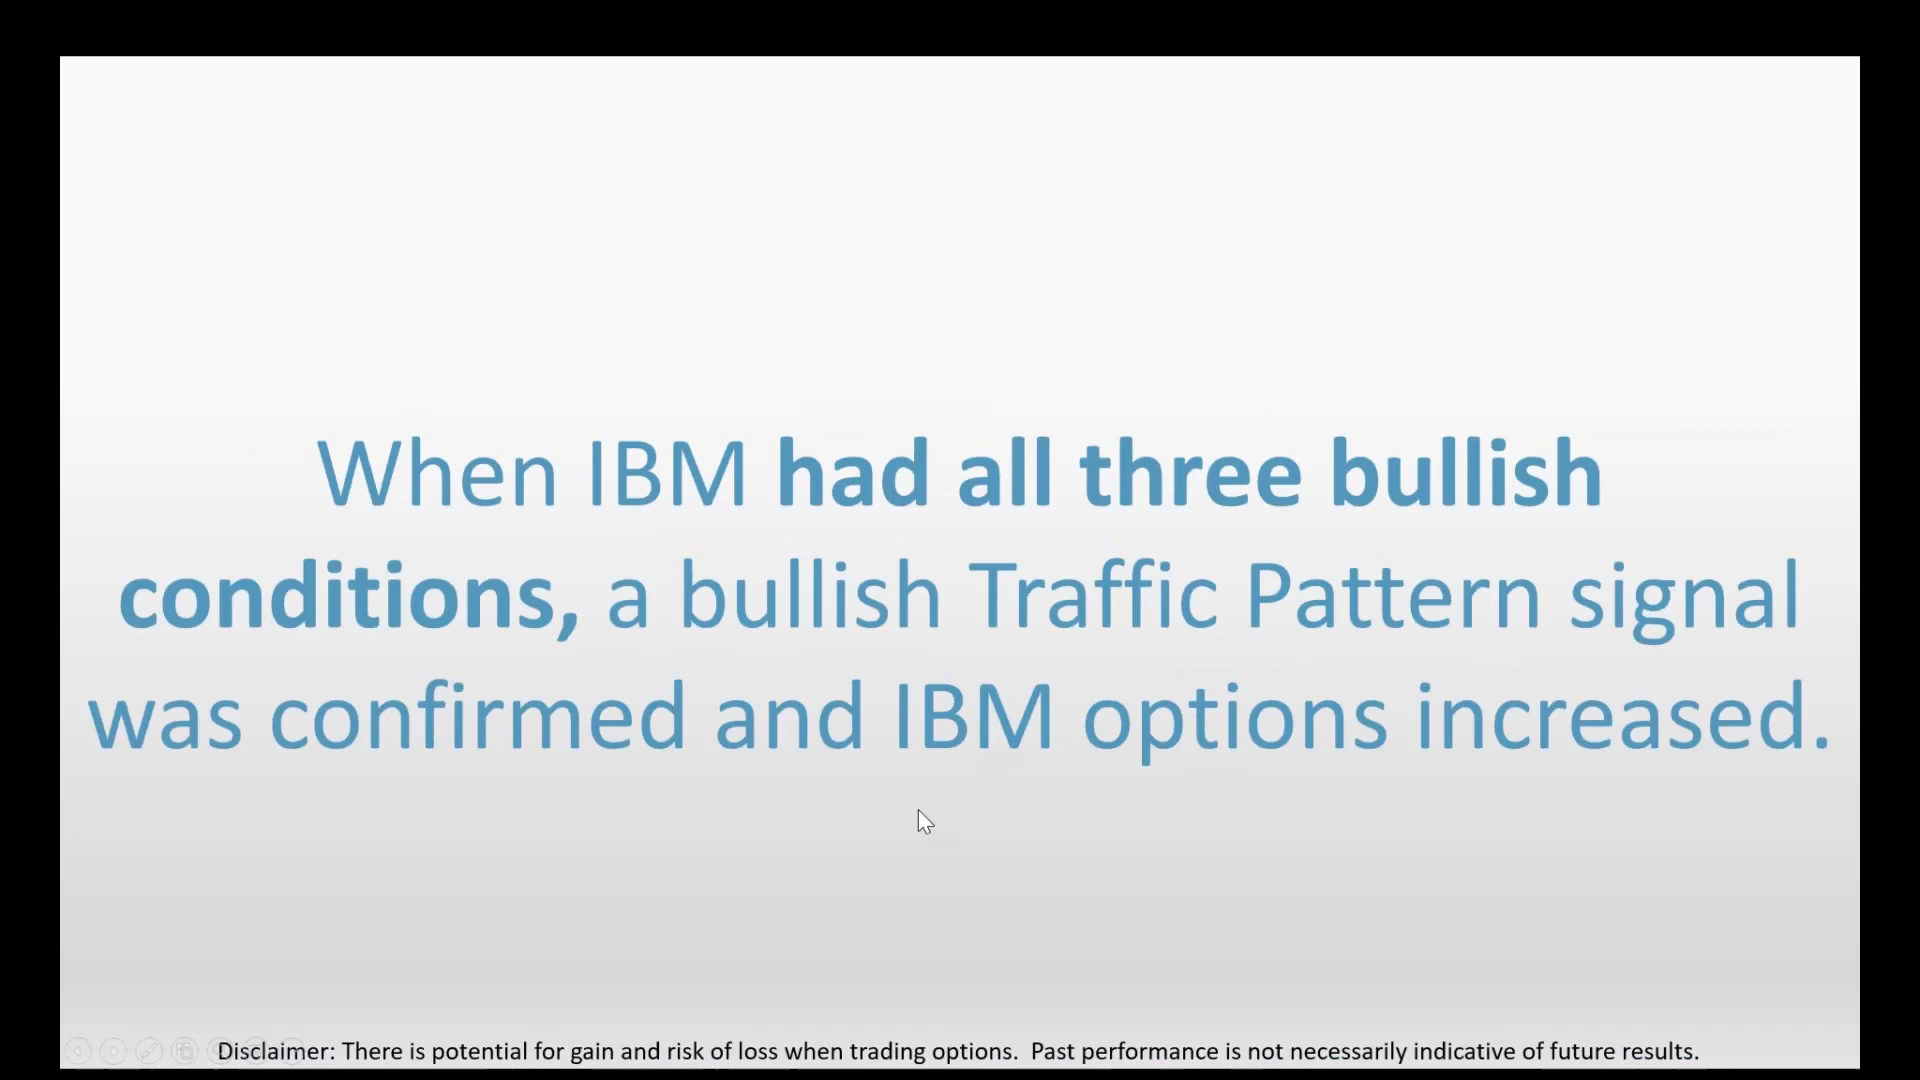 When IBM had all three bullish
conditions, a bullish Traffic Pattern signal
was confirmed and IBM options increased.
Disclaimer: There is potential for gain and risk of loss when trading options.  Past performance is not necessarily indicative of future results.